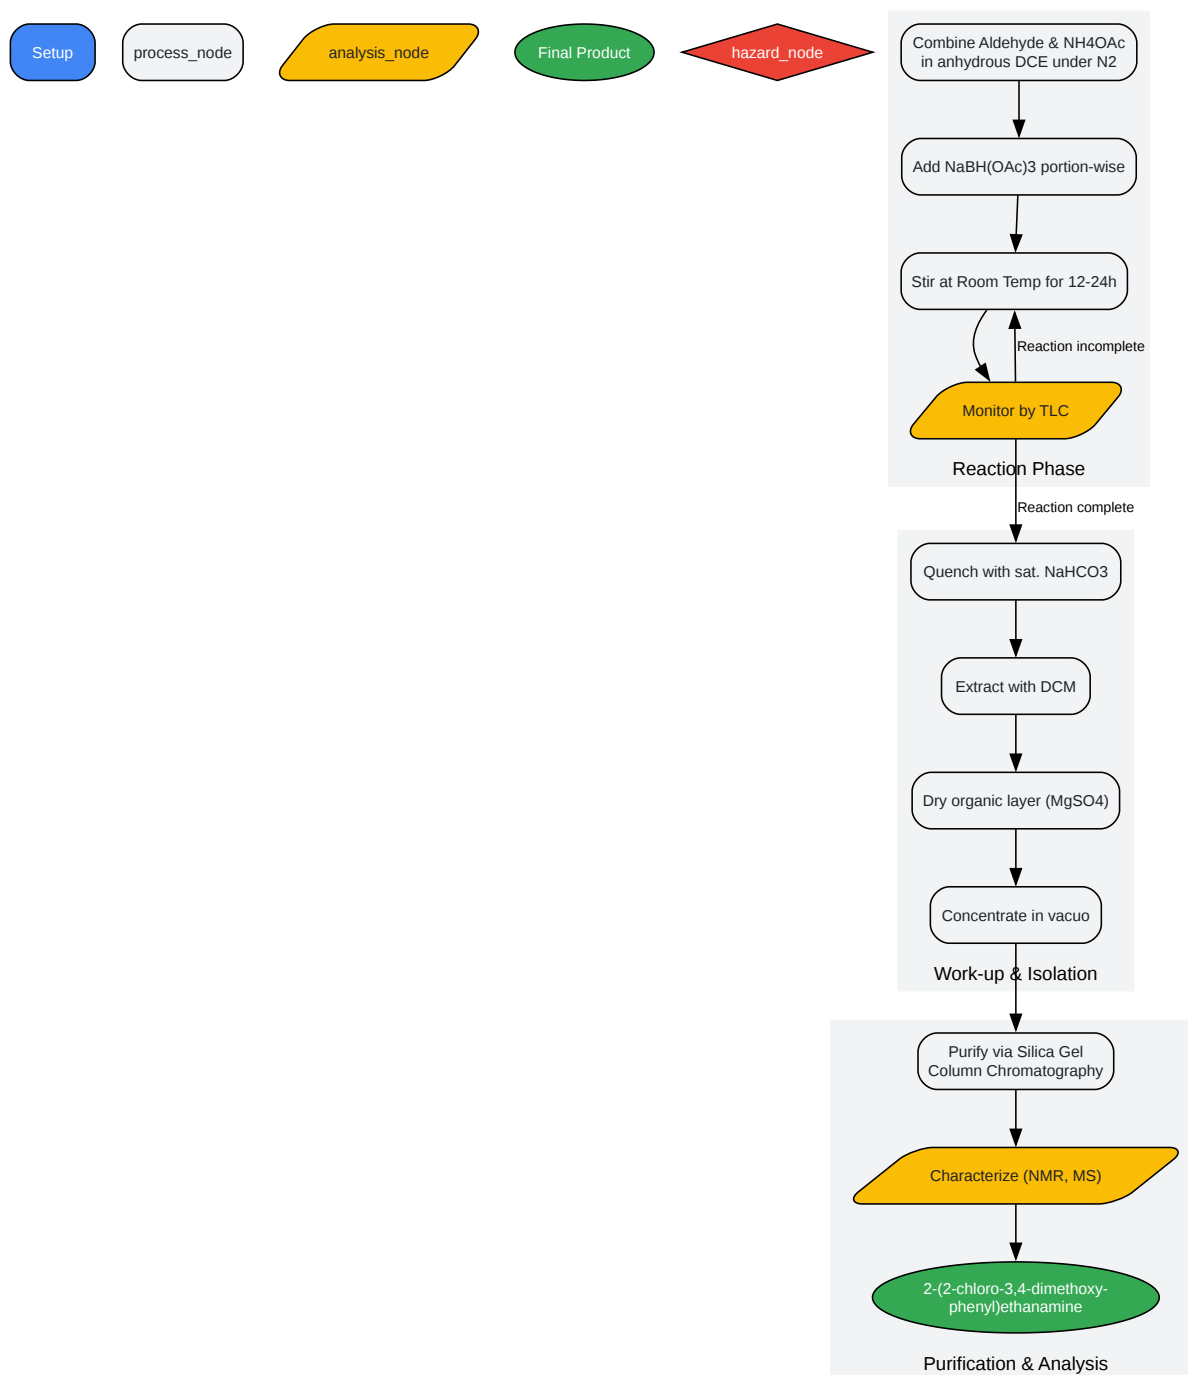 Setup
process_node
analysis_node
Final Product
hazard_node
Combine Aldehyde & NH4OAc
in anhydrous DCE under N2
Add NaBH(OAc)3 portion-wise
Stir at Room Temp for 12-24h
Reaction incomplete
Monitor by TLC
Reaction Phase
Reaction complete
Quench with sat. NaHCO3
Extract with DCM
Dry organic layer (MgSO4)
Concentrate in vacuo
Work-up & Isolation
Purify via Silica Gel
Column Chromatography
Characterize (NMR, MS)
2-(2-chloro-3,4-dimethoxy-
phenyl)ethanamine
Purification & Analysis